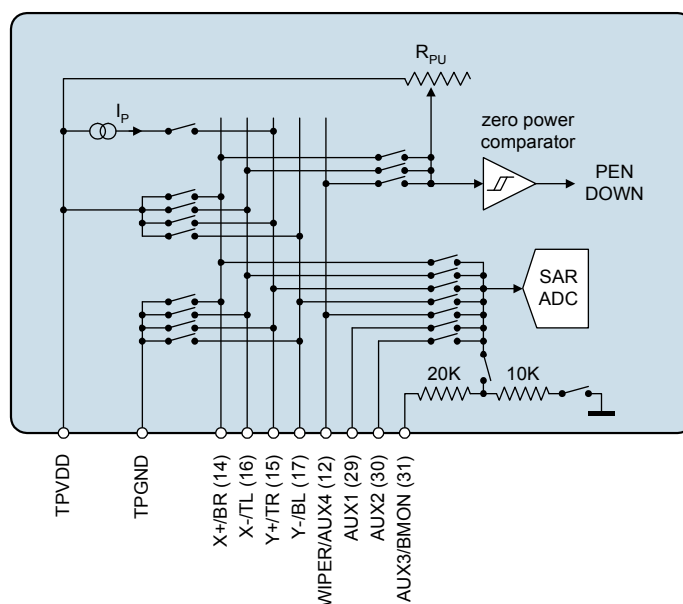 R_PU
I_P
zero power
comparator
PEN
DOWN
SAR
ADC
20K
10K
TPVDD
TPGND
X+/BR (14)
X-/TL (16)
Y+/TR (15)
Y-/BL (17)
WIPER/AUX4 (12)
AUX1 (29)
AUX2 (30)
AUX3/BMON (31)